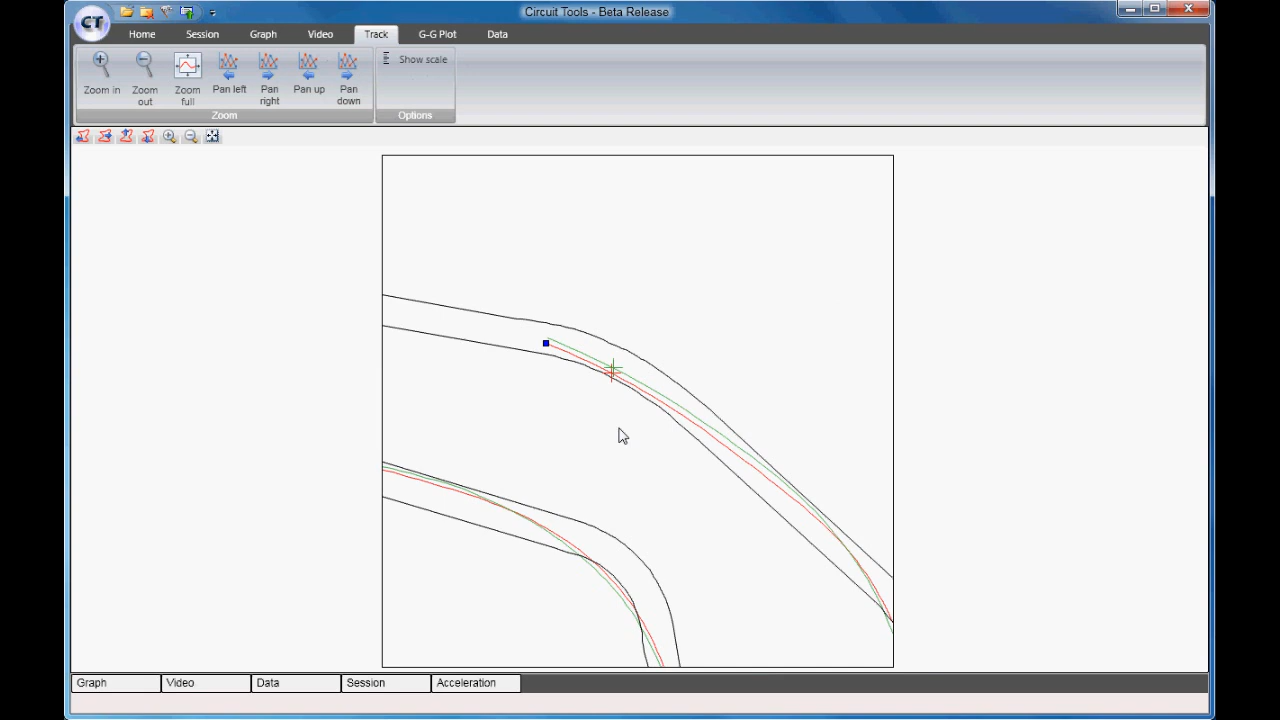 Circuit Tools - Beta Release
CT
Home Session Graph Video Track G-G Plot Data
Zoom in Zoom out Zoom full Pan left Pan right Pan up Pan down Show scale
Zoom Options
Graph Video Data Session Acceleration